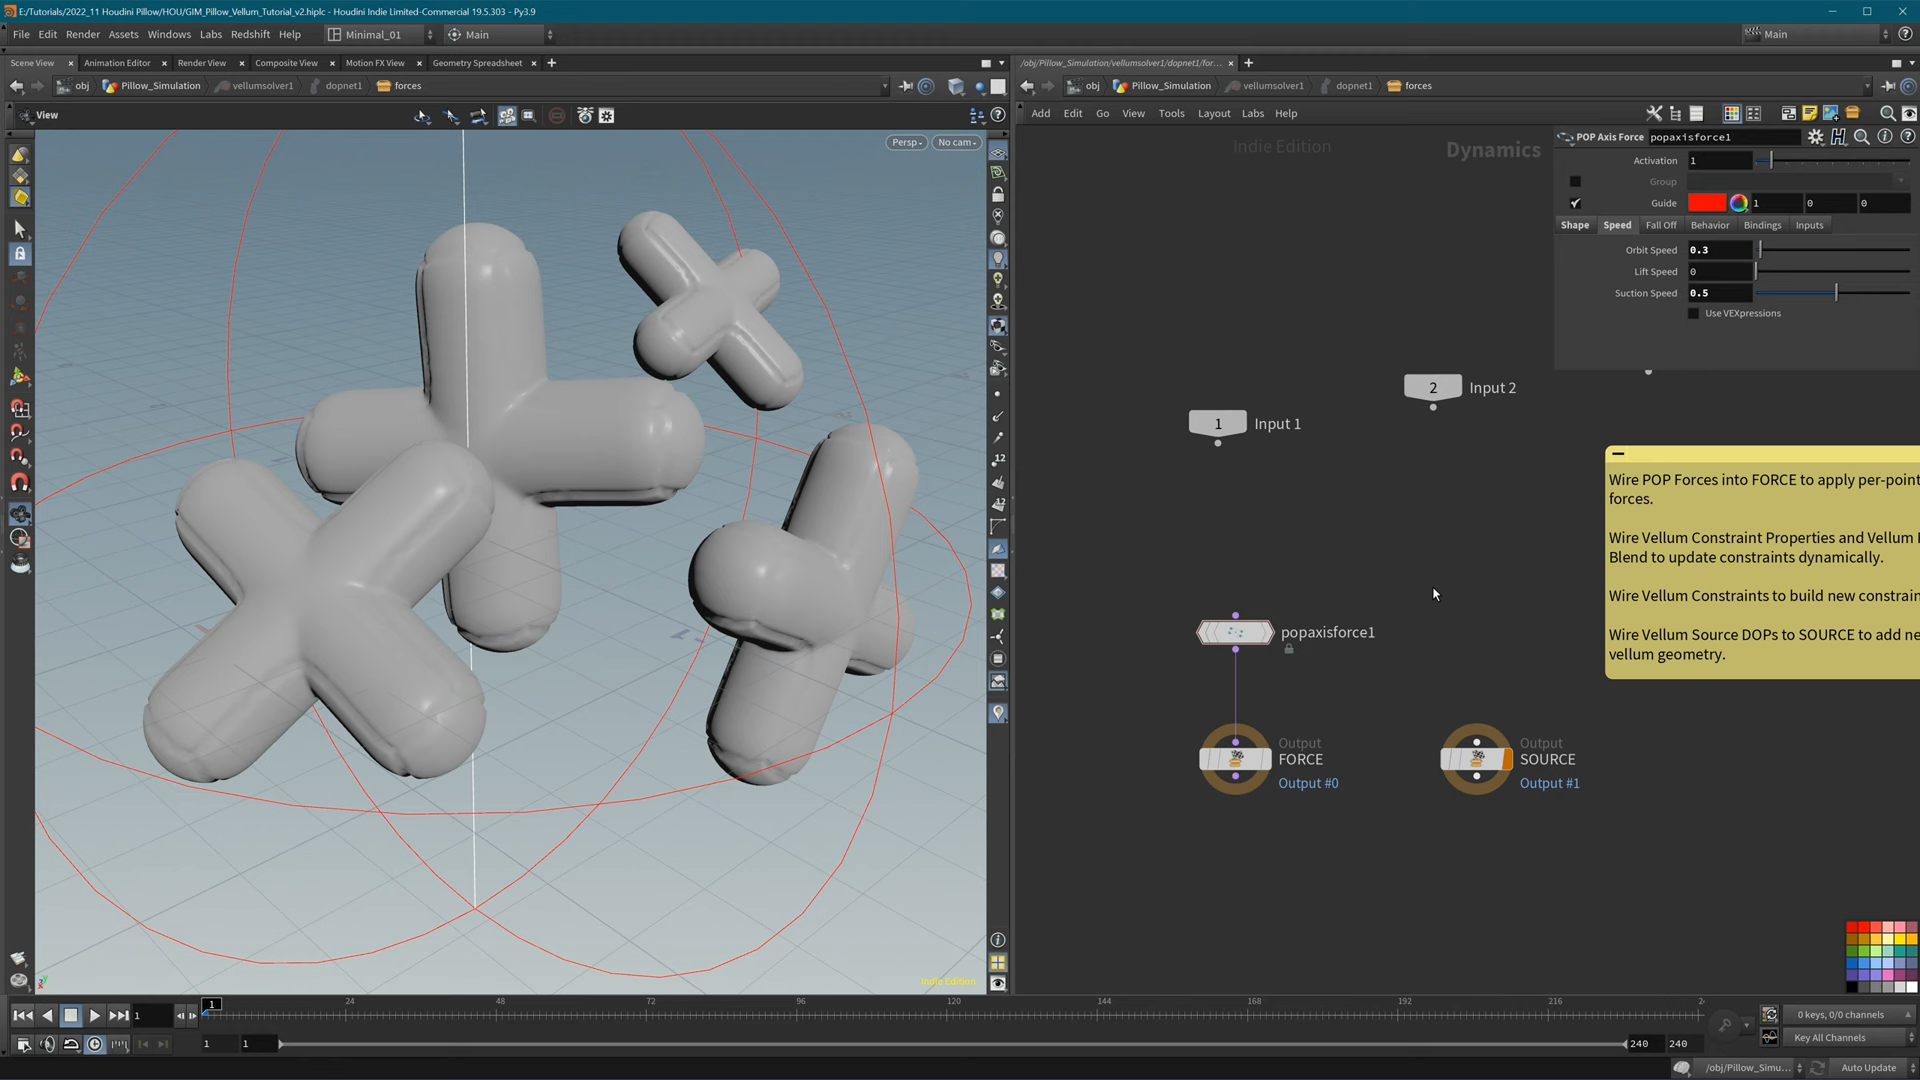 E:/Tutorials/2022_11 Houdini Pillow/HOU/GIM_Pillow_Vellum_Tutorial_v2.hiplc - Houdini Indie Limited-Commercial 19.5.303 - Py3.9
File Edit Render Assets Windows Labs Redshift Help Minimal_01 Main Main
Scene View Animation Editor Render View Composite View Motion FX View Geometry Spreadsheet
/obj/Pillow_Simulation/vellumsolver1/dopnet1/for...
obj Pillow_Simulation vellumsolver1 dopnet1 forces
obj Pillow_Simulation vellumsolver1 dopnet1 forces
View
Add Edit Go View Tools Layout Labs Help
Persp No cam
Indie Edition
Dynamics
POP Axis Force popaxisforce1
Activation 1
Group
Guide 1 0 0
Shape Speed Fall Off Behavior Bindings Inputs
Orbit Speed 0.3
Lift Speed 0
Suction Speed 0.5
Use VEXpressions
2 Input 2
1 Input 1
Wire POP Forces into FORCE to apply per-point
forces.
Wire Vellum Constraint Properties and Vellum
Blend to update constraints dynamically.
Wire Vellum Constraints to build new constrain
Wire Vellum Source DOPs to SOURCE to add ne
vellum geometry.
popaxisforce1
Output
FORCE
Output #0
Output
SOURCE
Output #1
12
12
Indie Edition
1 24 48 72 96 120 144 168 192 216 2
1
0 keys, 0/0 channels
1 1 240 240
Key All Channels
/obj/Pillow_Simu... Auto Update